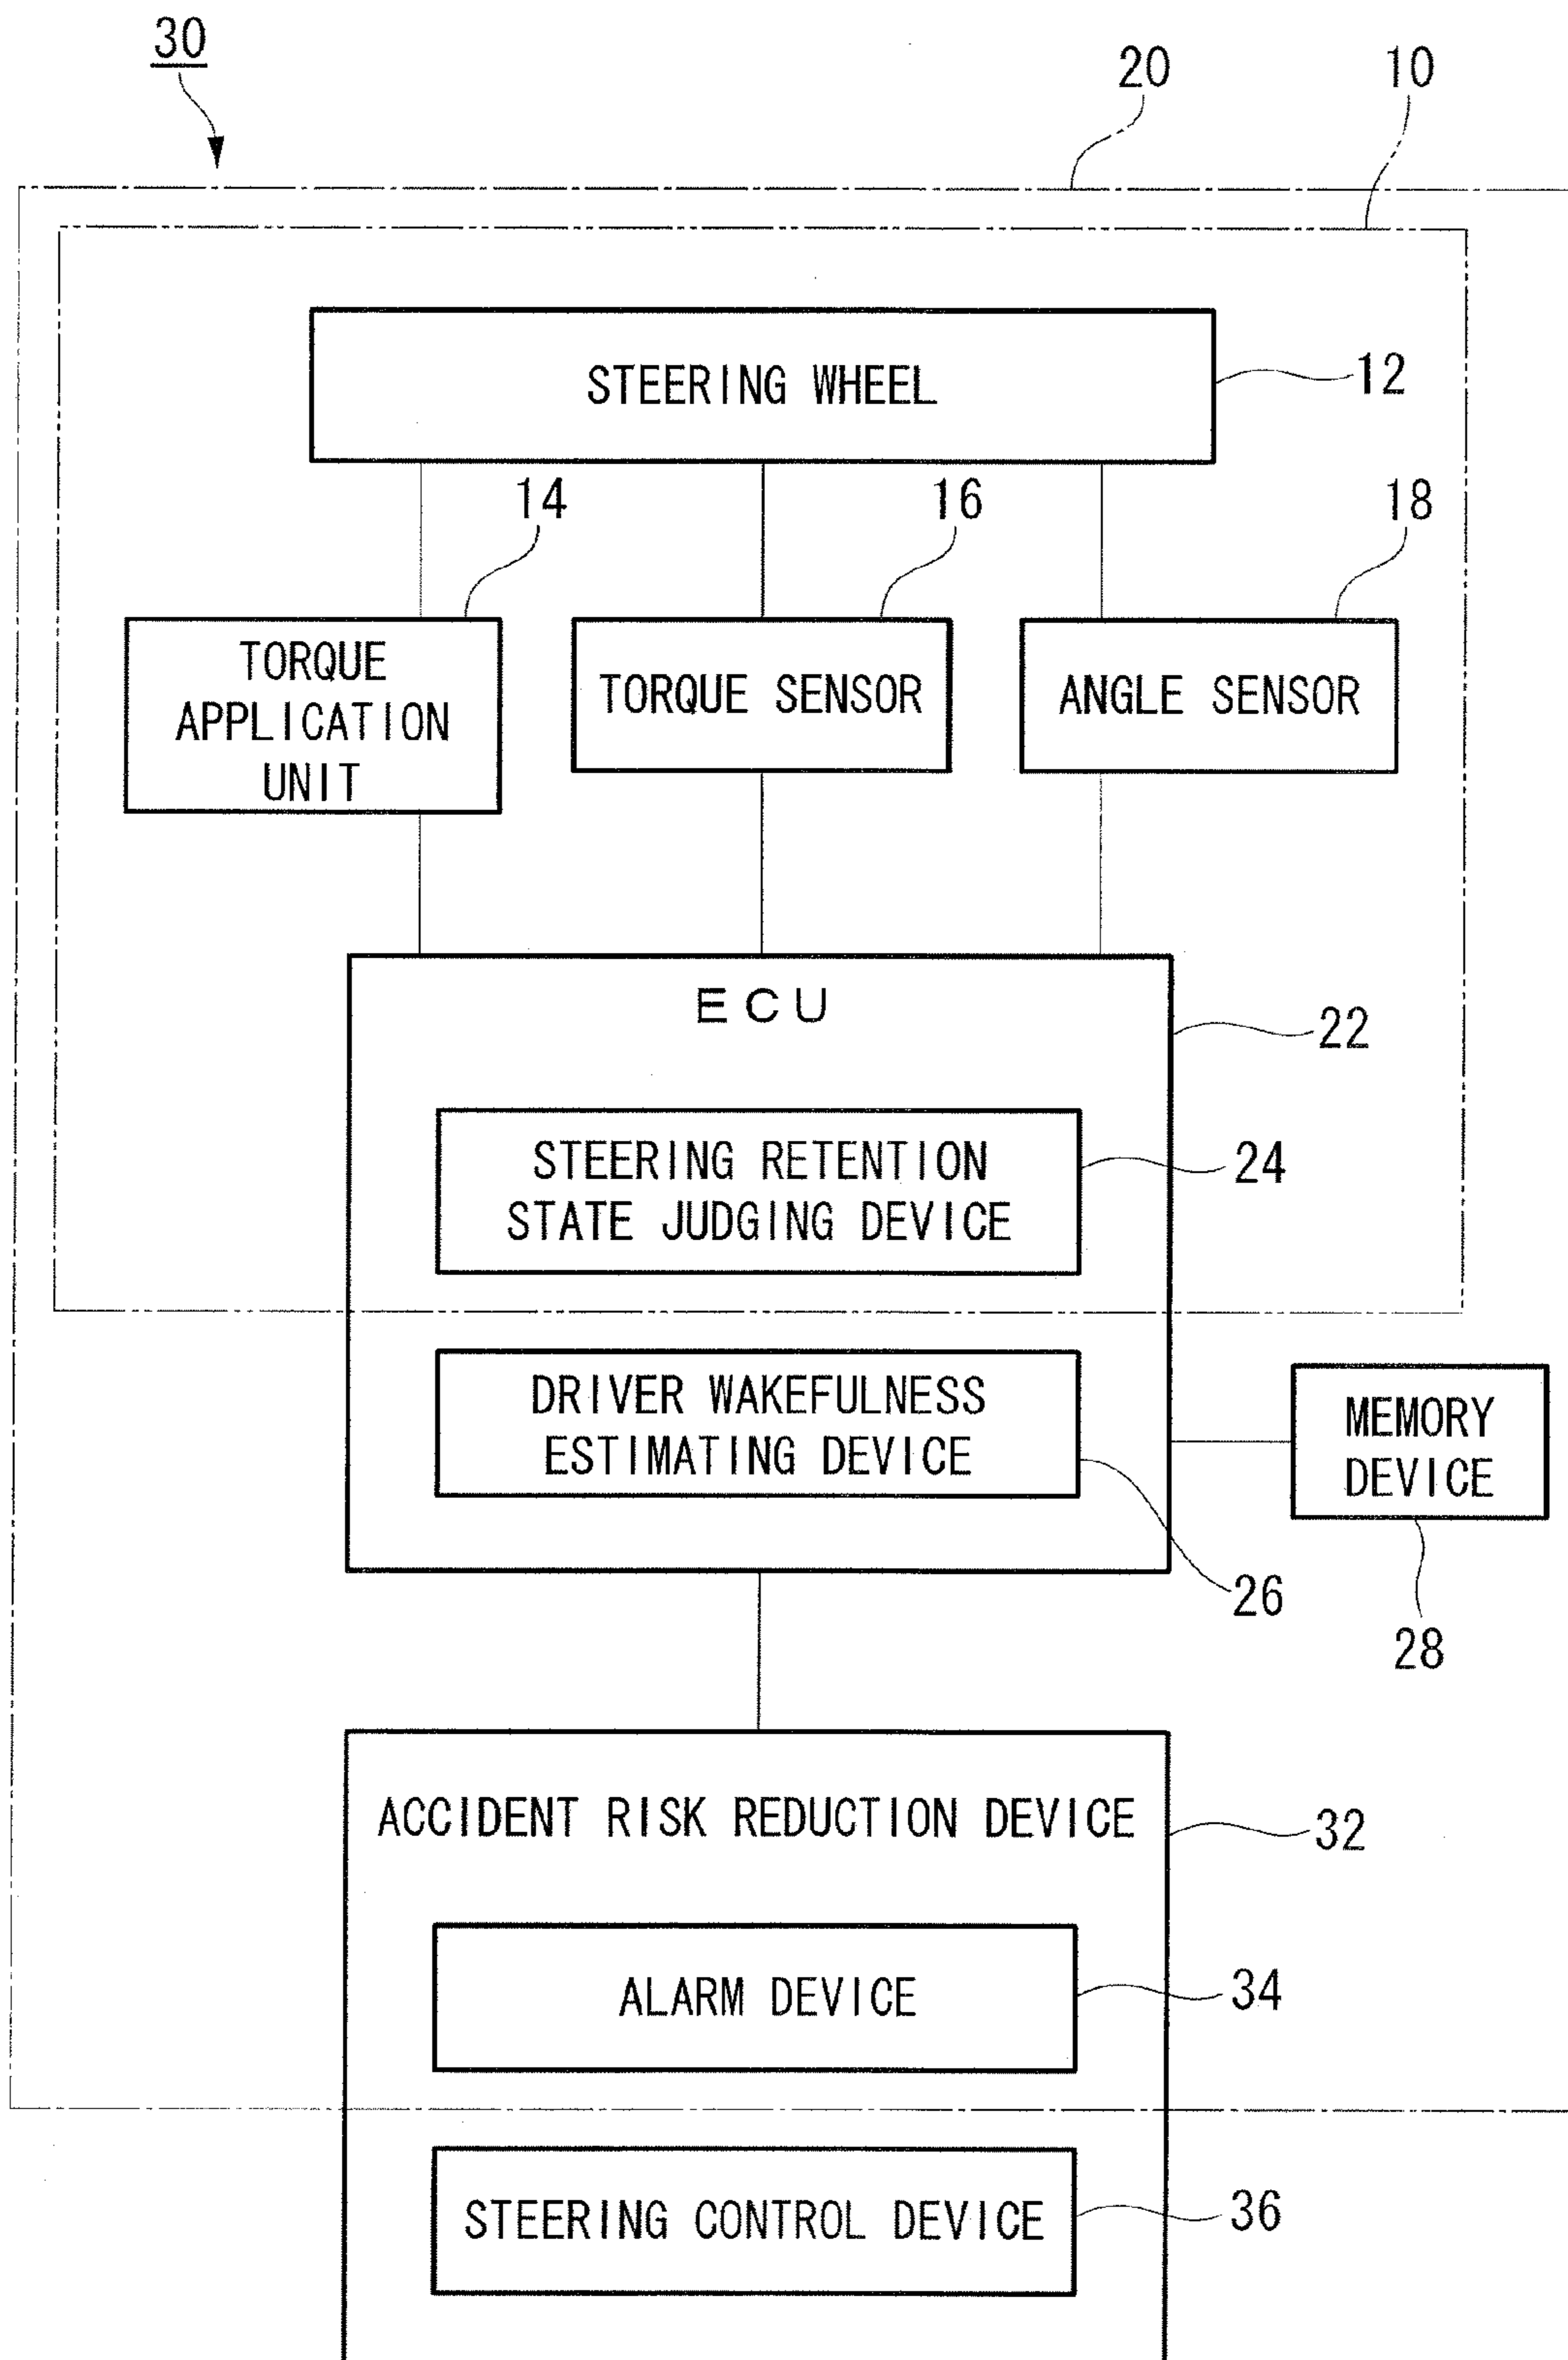 30
20
10
STEERING WHEEL
12
14
16
18
TORQUE
APPLICATION
UNIT
TORQUE SENSOR
ANGLE SENSOR
ECU
22
STEERING RETENTION
STATE JUDGING DEVICE
24
DRIVER WAKEFULNESS
ESTIMATING DEVICE
26
MEMORY
DEVICE
28
ACCIDENT RISK REDUCTION DEVICE
32
ALARM DEVICE
34
STEERING CONTROL DEVICE
36